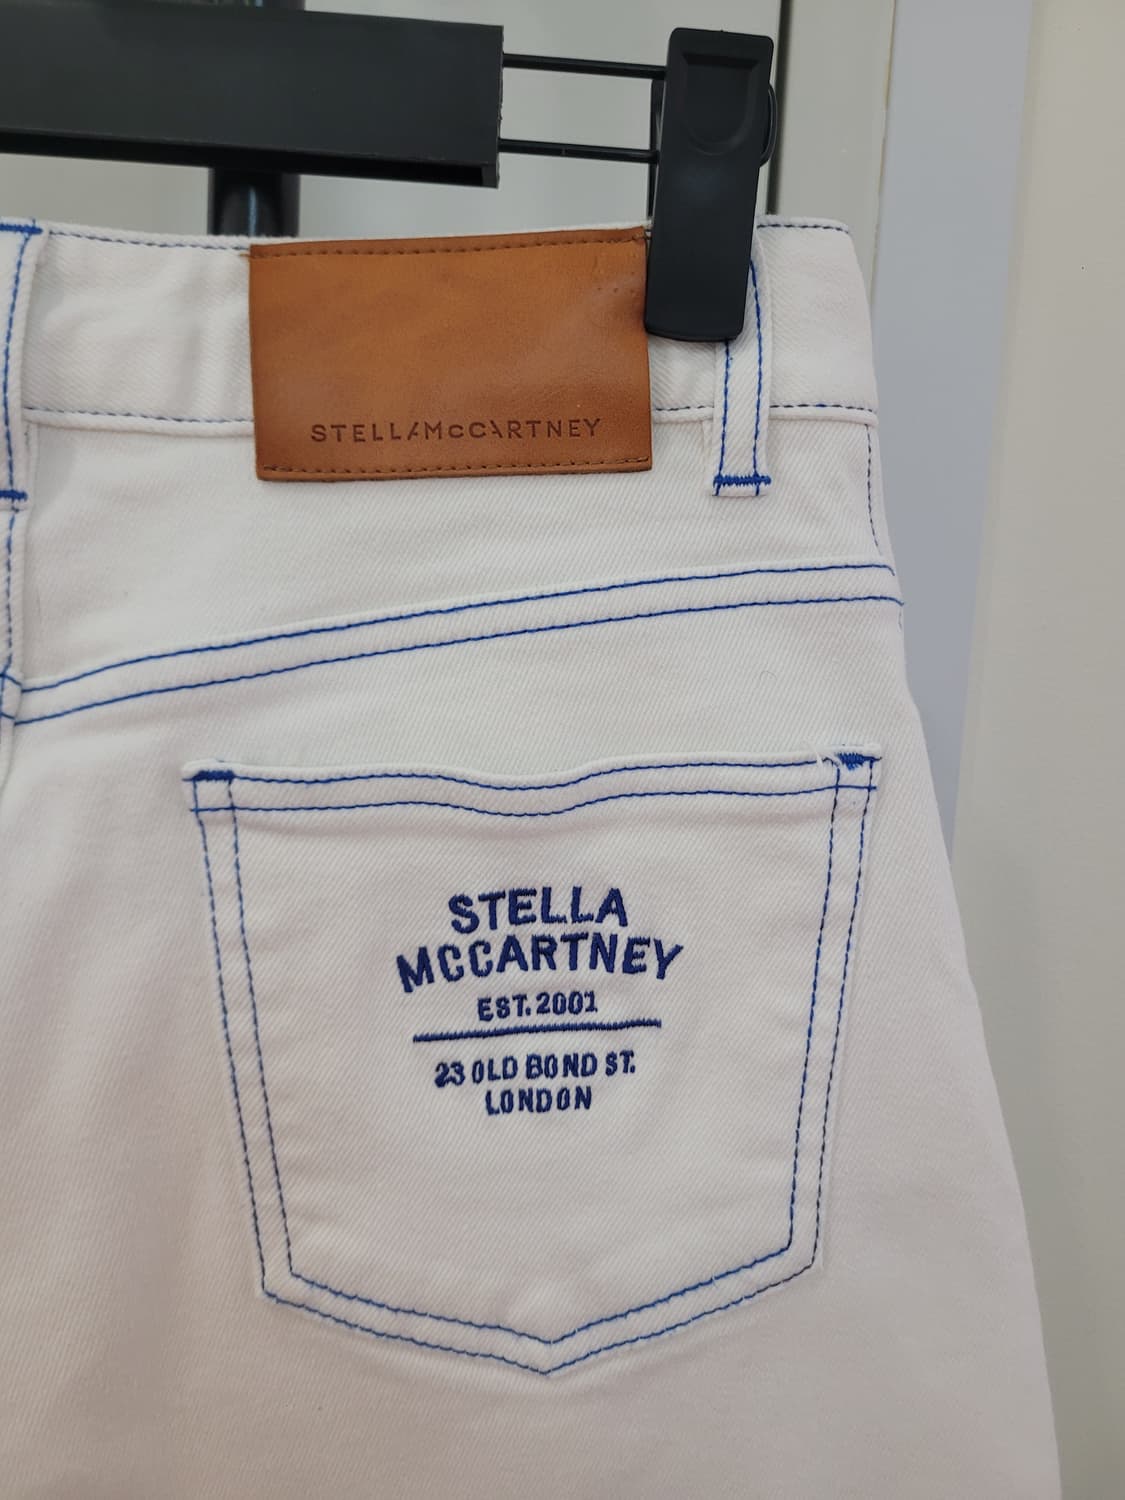 STELLAMcCARTNEY
STELLA
MCCARTNEY
EST.2001
23 OLD BOND ST.
LONDON